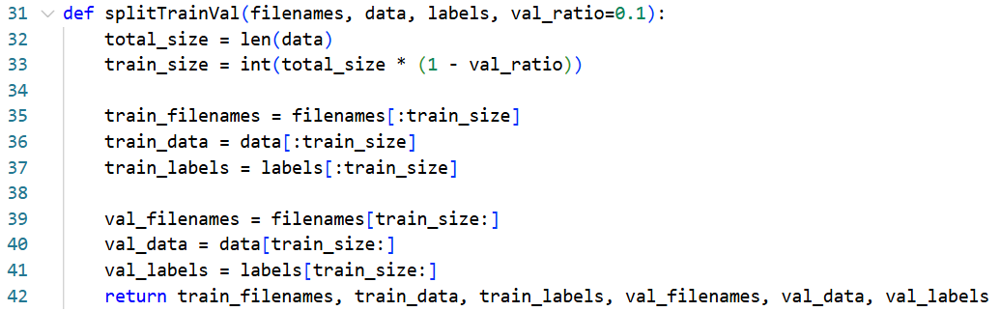 31 def splitTrainVal(filenames, data, labels, val_ratio=0.1):
32     total_size = len(data)
33     train_size = int(total_size * (1 - val_ratio))
34
35     train_filenames = filenames[:train_size]
36     train_data = data[:train_size]
37     train_labels = labels[:train_size]
38
39     val_filenames = filenames[train_size:]
40     val_data = data[train_size:]
41     val_labels = labels[train_size:]
42     return train_filenames, train_data, train_labels, val_filenames, val_data, val_labels